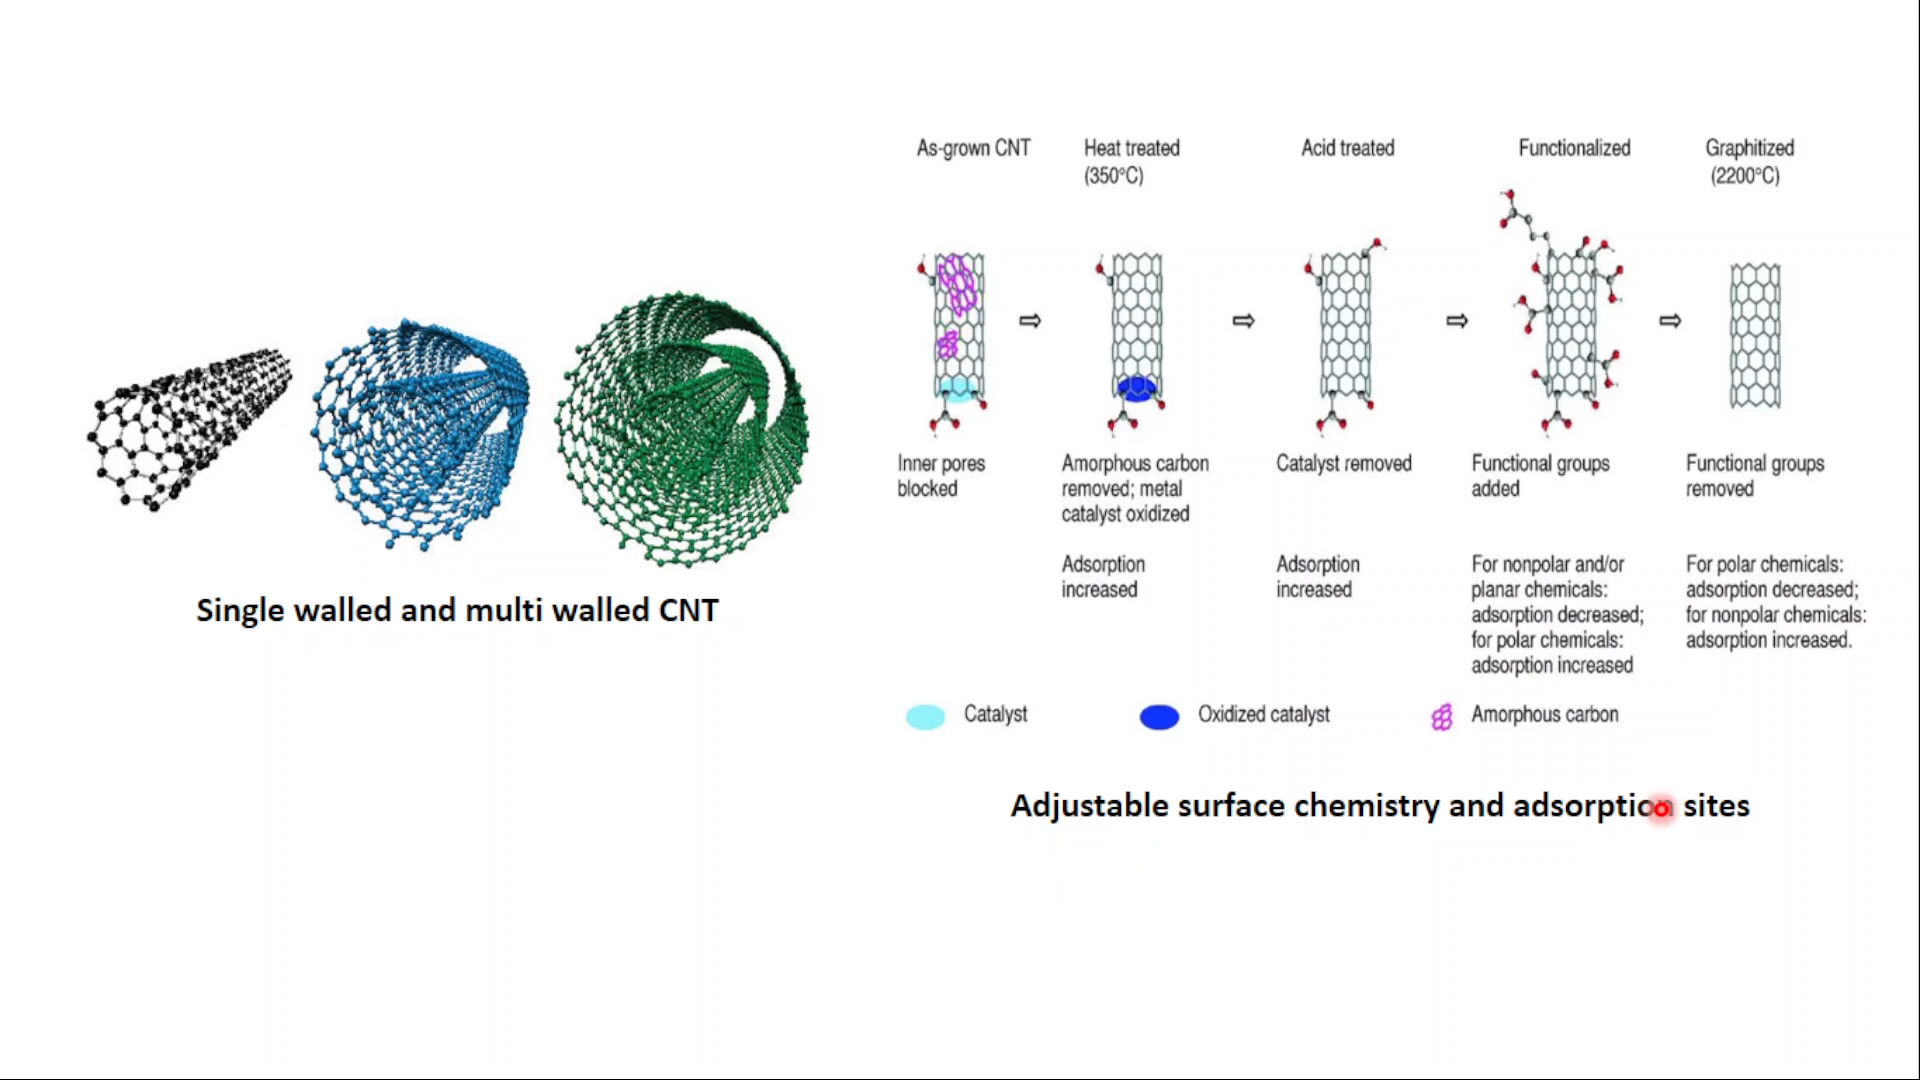 Single walled and multi walled CNT
As-grown CNT
Inner pores
blocked
Heat treated
(350°C)
Amorphous carbon
removed; metal
catalyst oxidized
Adsorption
increased
Acid treated
Catalyst removed
Adsorption
increased
Functionalized
Functional groups
added
For nonpolar and/or
planar chemicals:
adsorption decreased;
for polar chemicals:
adsorption increased
Graphitized
(2200°C)
Functional groups
removed
For polar chemicals:
adsorption decreased;
for nonpolar chemicals:
adsorption increased.
Catalyst
Oxidized catalyst
Amorphous carbon
Adjustable surface chemistry and adsorption sites